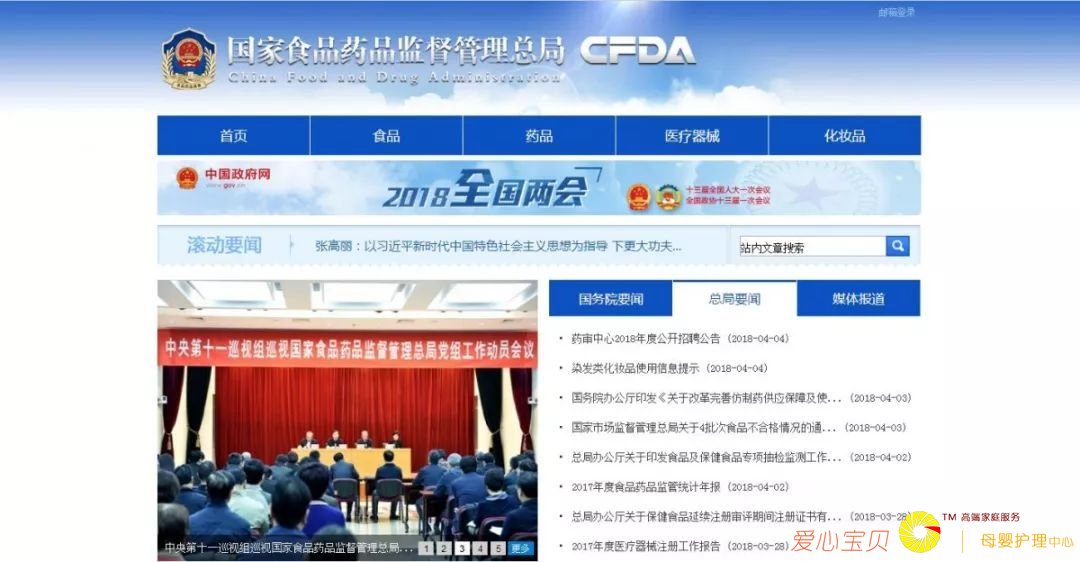 邮箱登录
国家食品药品监督管理总局 CFDA
China Food and Drug Administration
首页 食品 药品 医疗器械 化妆品
中国政府网
www.gov.cn
2018全国两会
十三届全国人大一次会议
全国政协十三届一次会议
滚动要闻
张高丽：以习近平新时代中国特色社会主义思想为指导 下更大功夫...
站内文章搜索
中央第十一巡视组巡视国家食品药品监督管理总局党组工作动员会议
中央第十一巡视组巡视国家食品药品监督管理总局...
1 2 3 4 5 更多
国务院要闻 总局要闻 媒体报道
· 药审中心2018年度公开招聘公告 (2018-04-04)
· 染发类化妆品使用信息提示 (2018-04-04)
· 国务院办公厅印发《关于改革完善仿制药供应保障及使... (2018-04-03)
· 国家市场监督管理总局关于4批次食品不合格情况的通... (2018-04-03)
· 总局办公厅关于印发食品及保健食品专项抽检监测工作... (2018-04-02)
· 2017年度食品药品监管统计年报 (2018-04-02)
· 总局办公厅关于保健食品延续注册审评期间注册证书有... (2018-03-28)
· 2017年度医疗器械注册工作报告 (2018-03-28)
爱心宝贝
TM 高端家庭服务
母婴护理中心